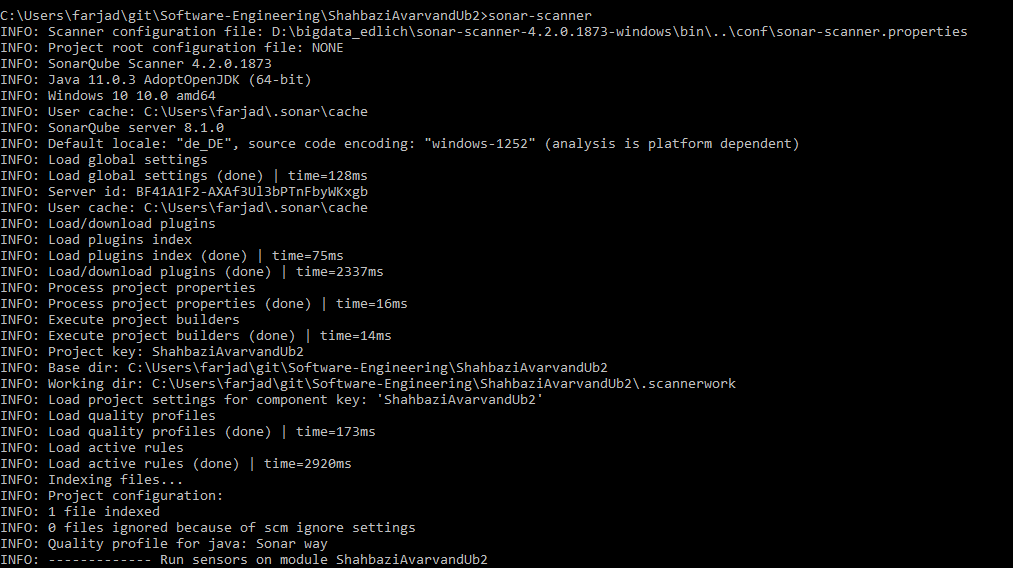 C:\Users\farjad\git\Software-Engineering\ShahbaziAvarvandUb2>sonar-scanner
INFO: Scanner configuration file: D:\bigdata_edlich\sonar-scanner-4.2.0.1873-windows\bin\..\conf\sonar-scanner.properties
INFO: Project root configuration file: NONE
INFO: SonarQube Scanner 4.2.0.1873
INFO: Java 11.0.3 AdoptOpenJDK (64-bit)
INFO: Windows 10 10.0 amd64
INFO: User cache: C:\Users\farjad\.sonar\cache
INFO: SonarQube server 8.1.0
INFO: Default locale: "de_DE", source code encoding: "windows-1252" (analysis is platform dependent)
INFO: Load global settings
INFO: Load global settings (done) | time=128ms
INFO: Server id: BF41A1F2-AXAf3Ul3bPTnFbyWKxgb
INFO: User cache: C:\Users\farjad\.sonar\cache
INFO: Load/download plugins
INFO: Load plugins index
INFO: Load plugins index (done) | time=75ms
INFO: Load/download plugins (done) | time=2337ms
INFO: Process project properties
INFO: Process project properties (done) | time=16ms
INFO: Execute project builders
INFO: Execute project builders (done) | time=14ms
INFO: Project key: ShahbaziAvarvandUb2
INFO: Base dir: C:\Users\farjad\git\Software-Engineering\ShahbaziAvarvandUb2
INFO: Working dir: C:\Users\farjad\git\Software-Engineering\ShahbaziAvarvandUb2\.scannerwork
INFO: Load project settings for component key: 'ShahbaziAvarvandUb2'
INFO: Load quality profiles
INFO: Load quality profiles (done) | time=173ms
INFO: Load active rules
INFO: Load active rules (done) | time=2920ms
INFO: Indexing files...
INFO: Project configuration:
INFO: 1 file indexed
INFO: 0 files ignored because of scm ignore settings
INFO: Quality profile for java: Sonar way
INFO: ------------- Run sensors on module ShahbaziAvarvandUb2